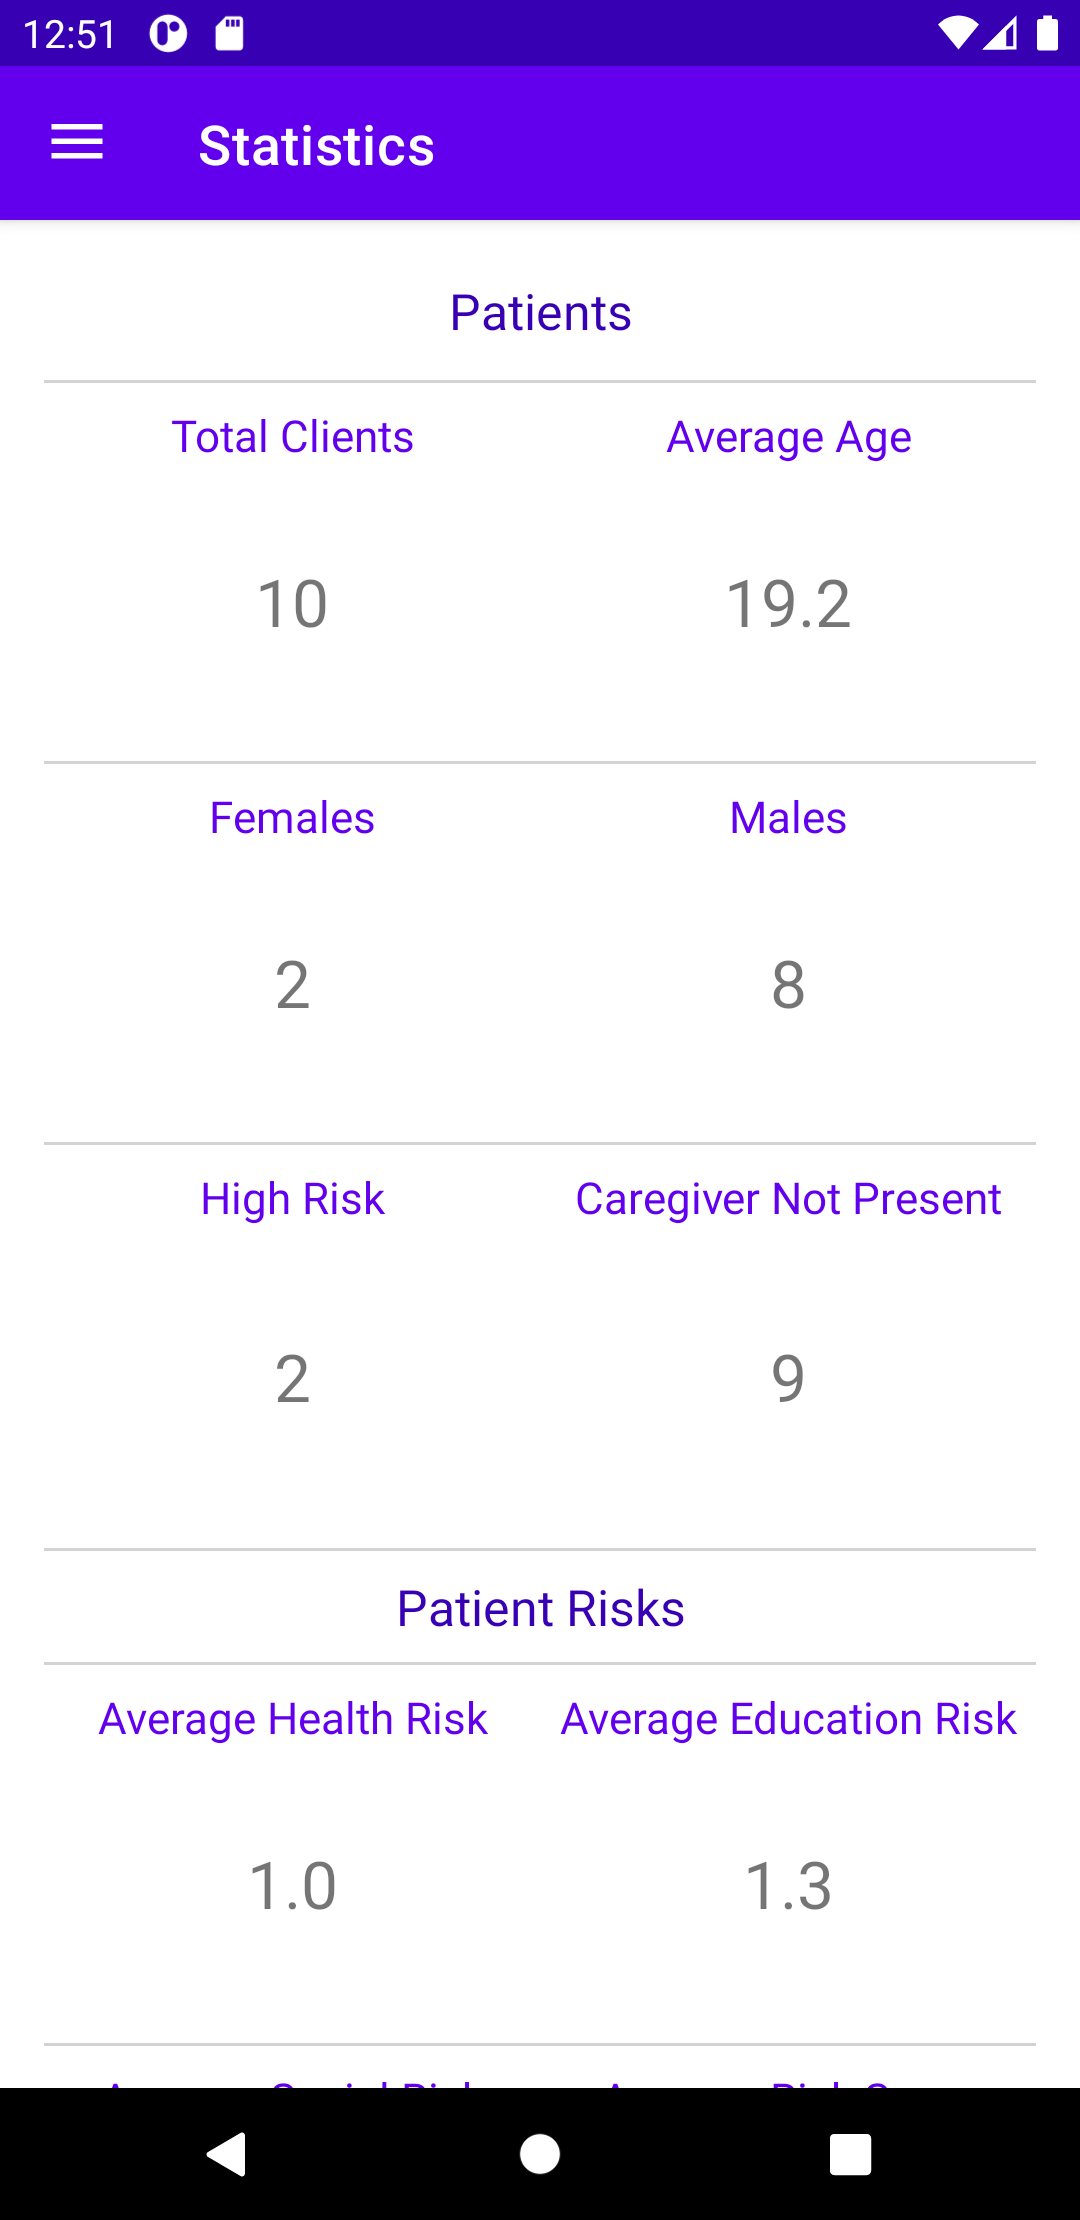 12:51
Statistics
Patients
Total Clients
Average Age
10
19.2
Females
Males
2
8
High Risk
Caregiver Not Present
2
9
Patient Risks
Average Health Risk
Average Education Risk
1.0
1.3